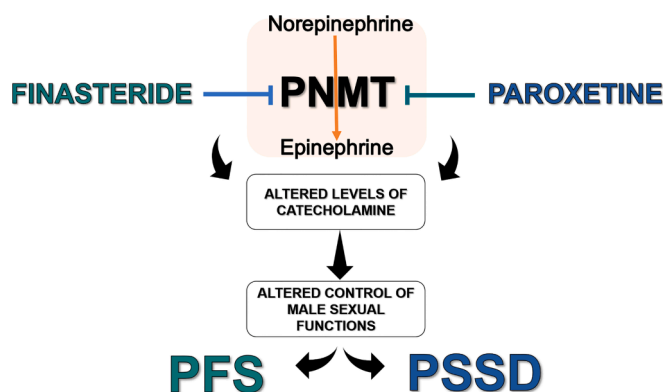 Norepinephrine
FINASTERIDE
PNMT
PAROXETINE
Epinephrine
ALTERED LEVELS OF
CATECHOLAMINE
ALTERED CONTROL OF
MALE SEXUAL
FUNCTIONS
PFS
PSSD